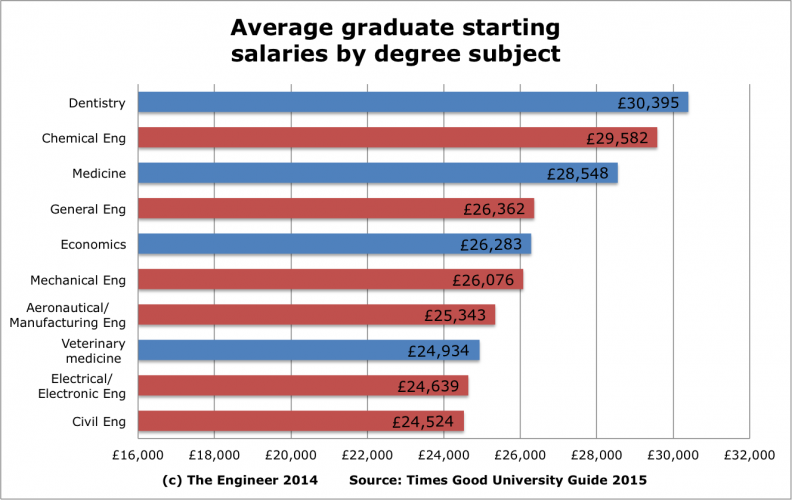 Average graduate starting
salaries by degree subject
Dentistry £30,395
Chemical Eng £29,582
Medicine £28,548
General Eng £26,362
Economics £26,283
Mechanical Eng £26,076
Aeronautical/
Manufacturing Eng £25,343
Veterinary
medicine £24,934
Electrical/
Electronic Eng £24,639
Civil Eng £24,524
£16,000 £18,000 £20,000 £22,000 £24,000 £26,000 £28,000 £30,000 £32,000
(c) The Engineer 2014 Source: Times Good University Guide 2015